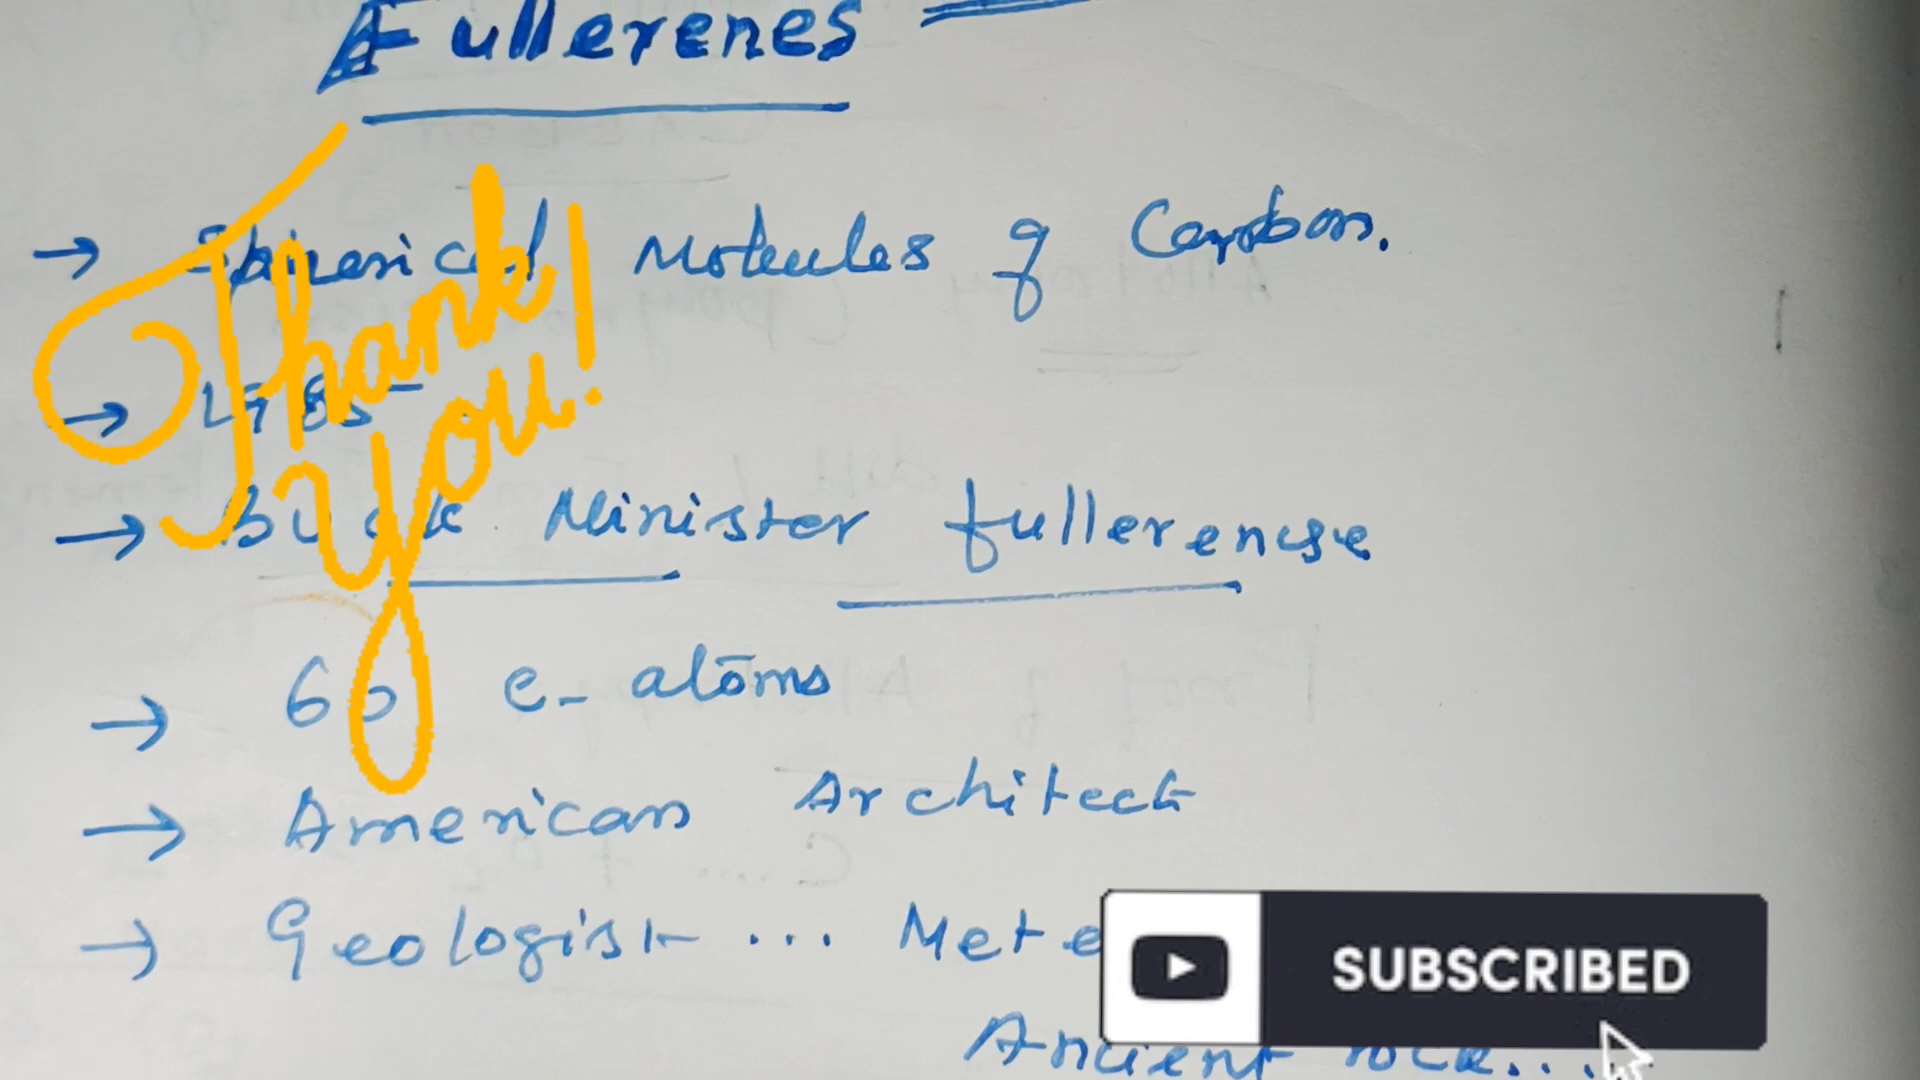 Fullerenes
→ Spherical Molecules of Carbon.
→ 1985
→ Buck Minister fullerenese
→ 60 c- atoms
→ American Architect
→ Geologist ... Mete
Ancient rock...
Thank
you!
SUBSCRIBED